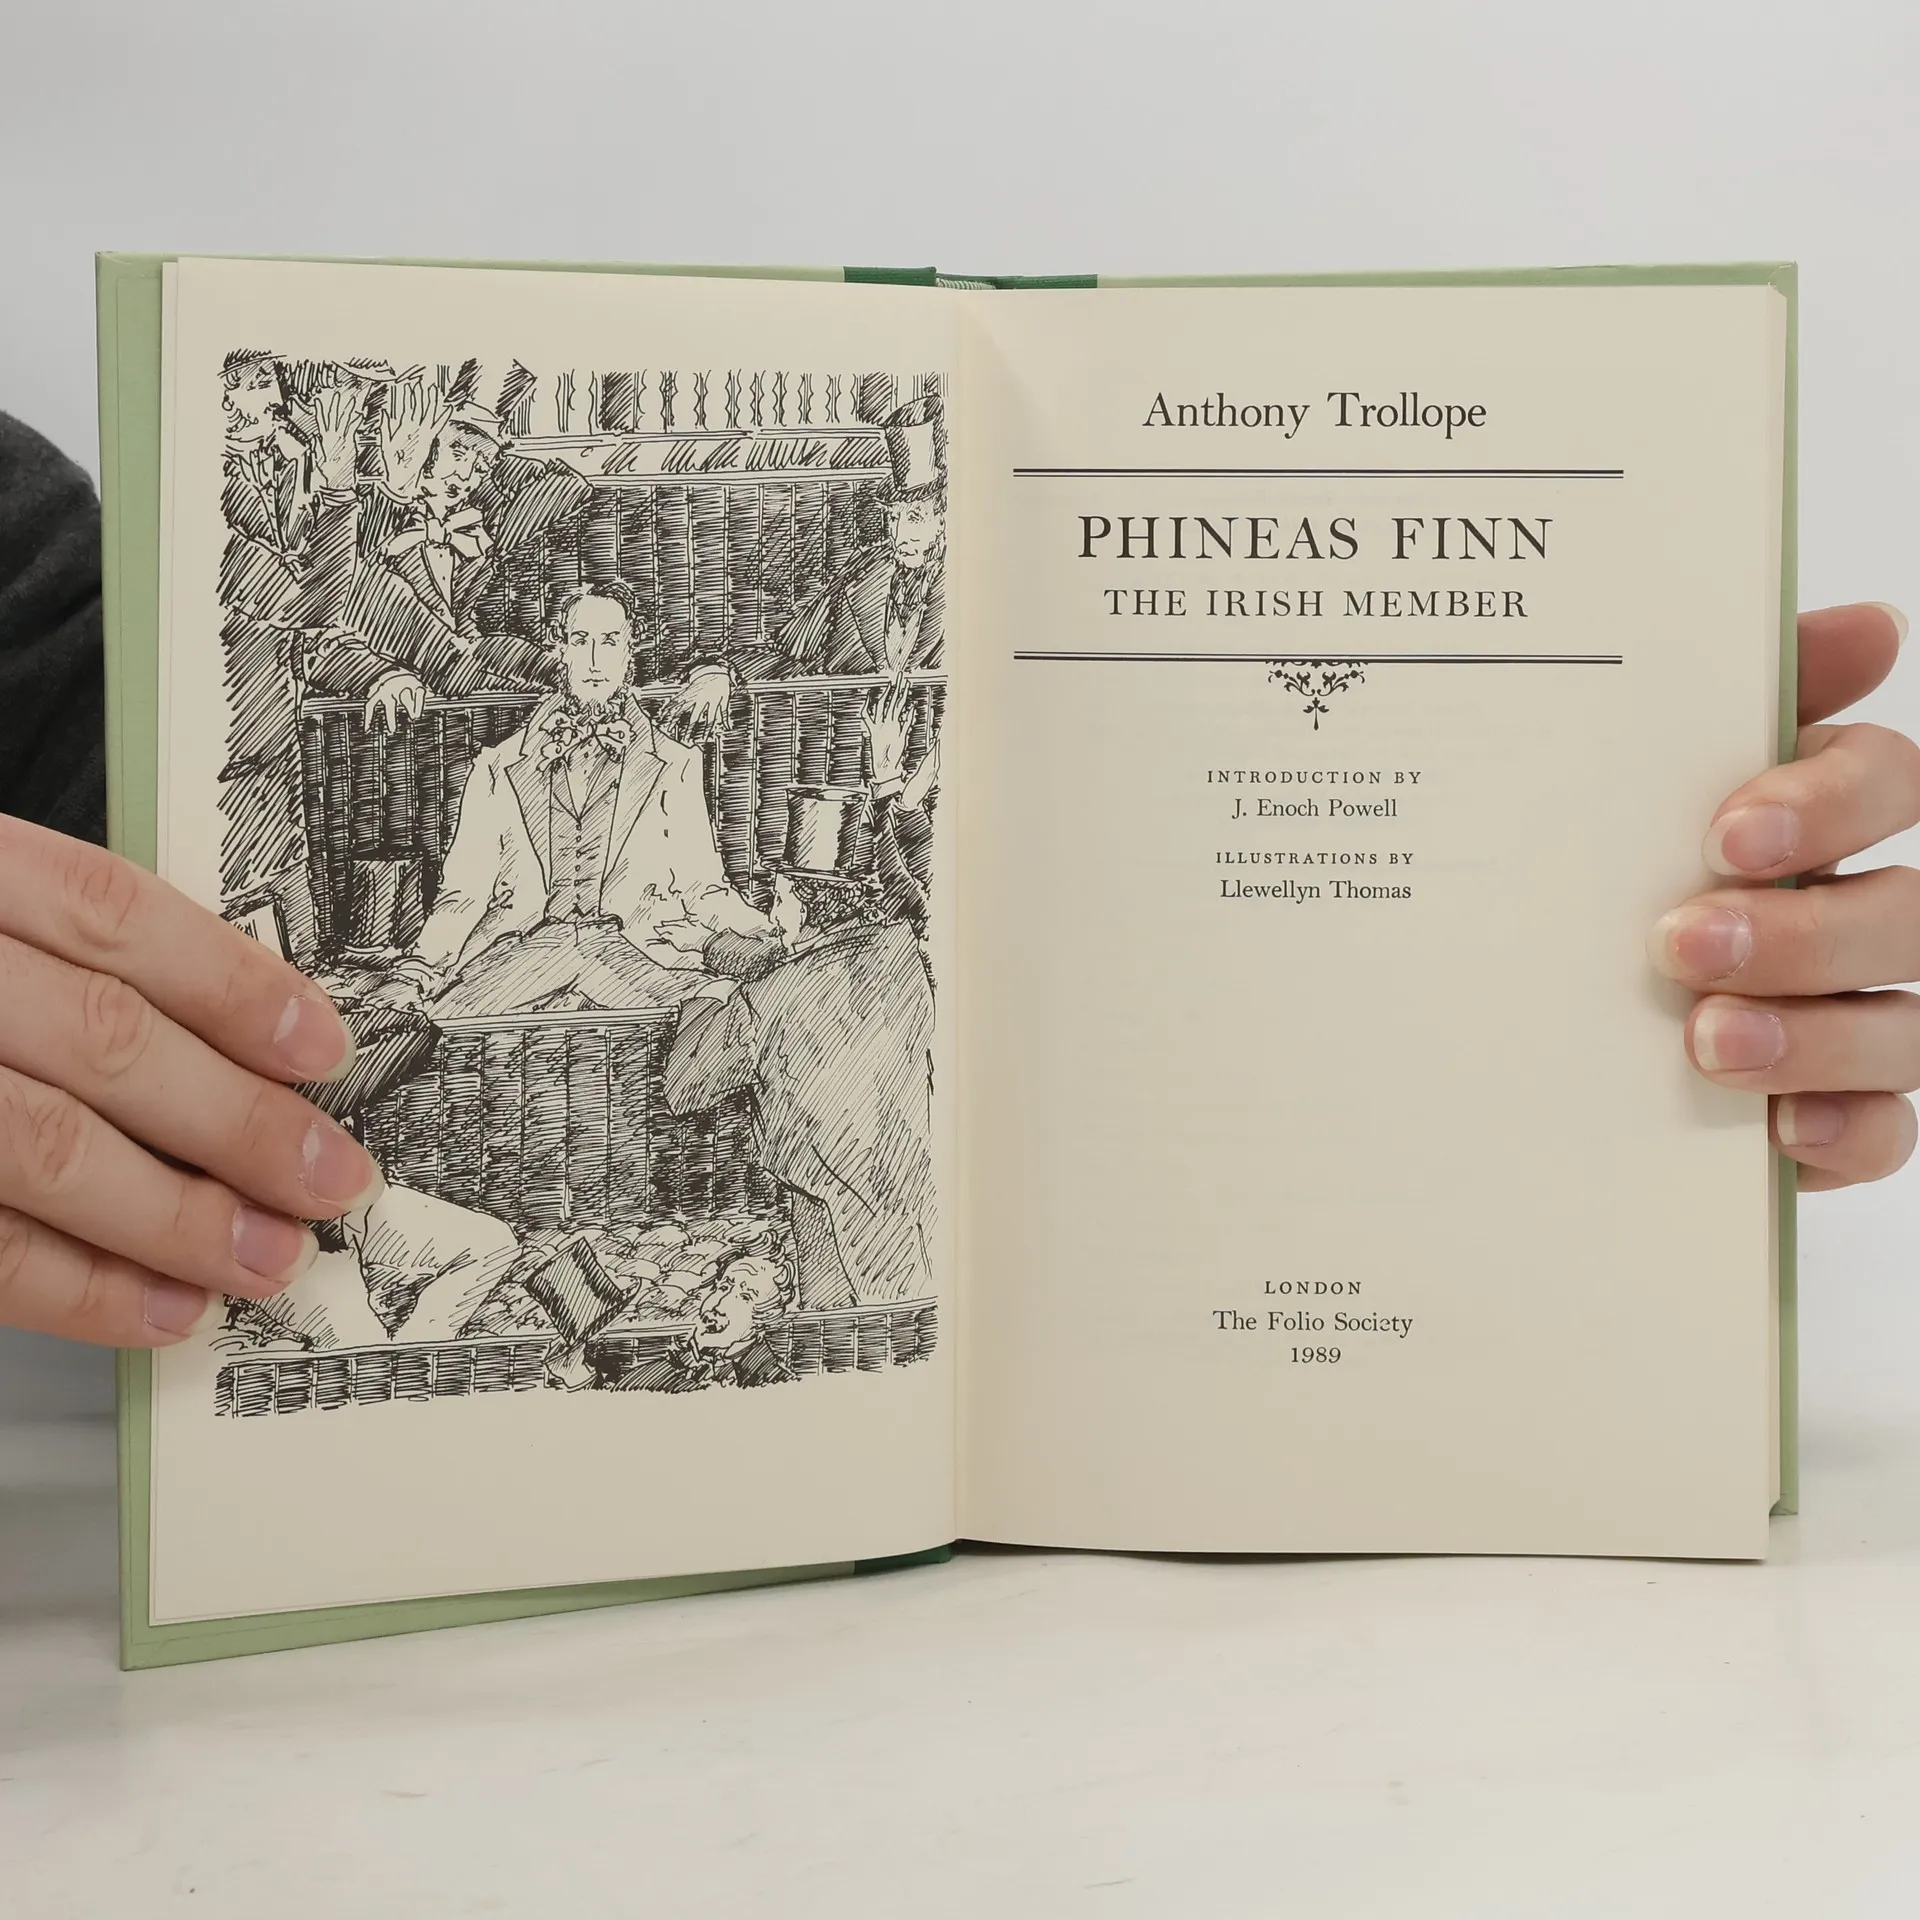 Anthony Trollope
PHINEAS FINN
THE IRISH MEMBER
INTRODUCTION BY
J. Enoch Powell
ILLUSTRATIONS BY
Llewellyn Thomas
LONDON
The Folio Society
1989